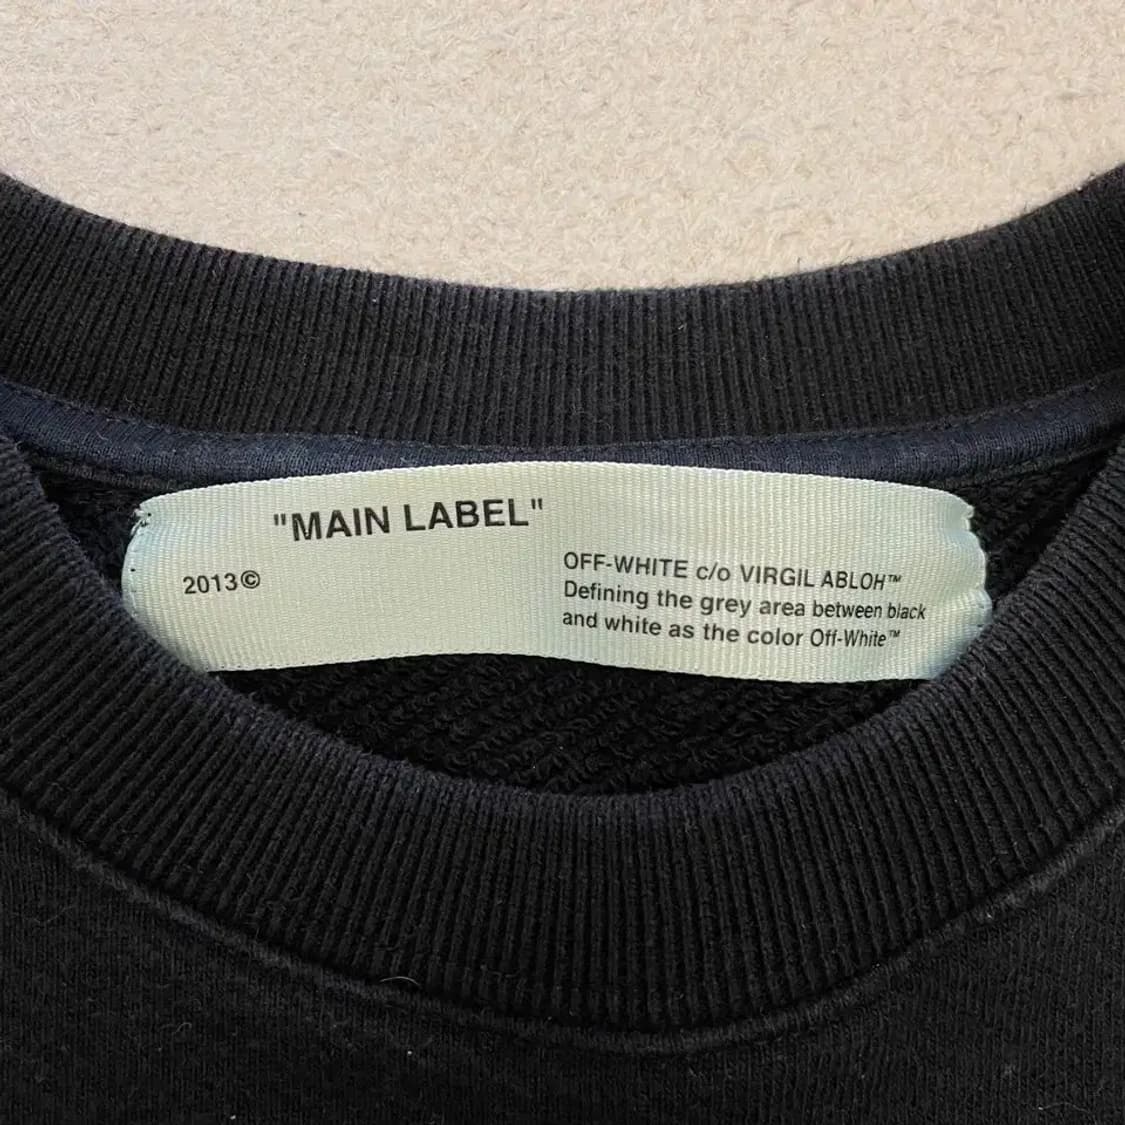 "MAIN LABEL"
2013©
OFF-WHITE c/o VIRGIL ABLOH™
Defining the grey area between black
and white as the color Off-White™